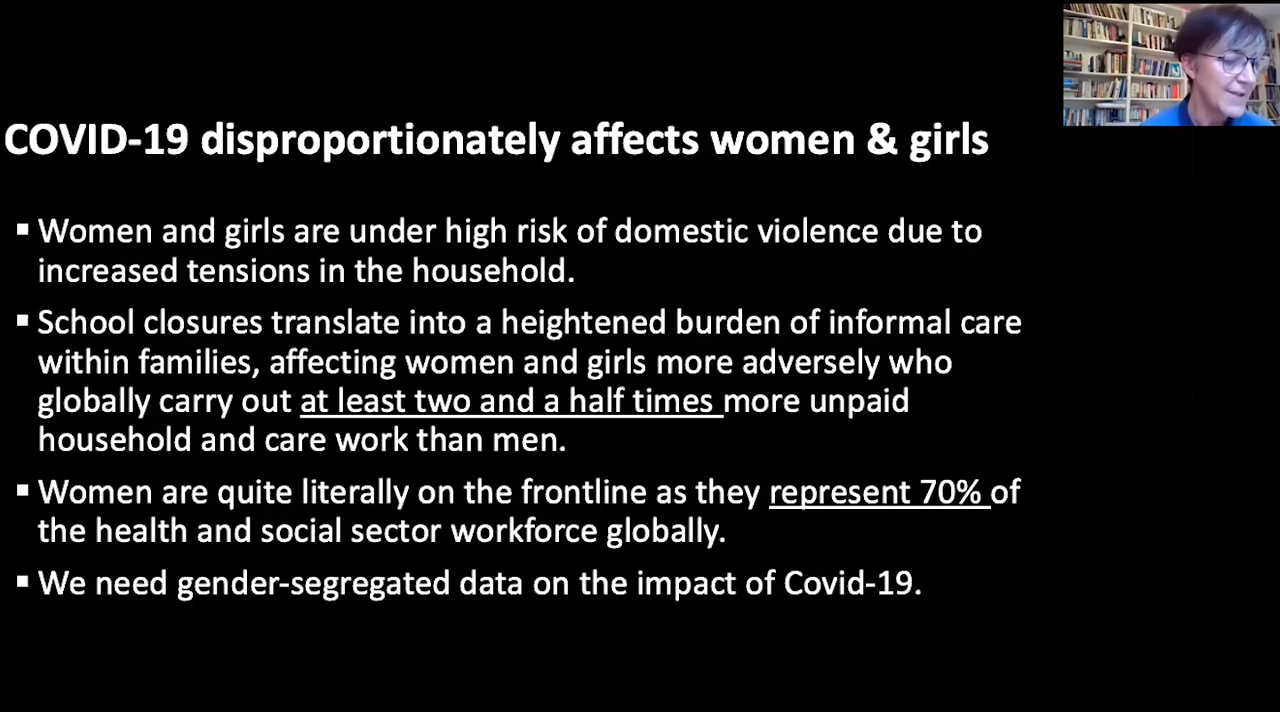 COVID-19 disproportionately affects women & girls
▪ Women and girls are under high risk of domestic violence due to
increased tensions in the household.
▪ School closures translate into a heightened burden of informal care
within families, affecting women and girls more adversely who
globally carry out at least two and a half times more unpaid
household and care work than men.
▪ Women are quite literally on the frontline as they represent 70% of
the health and social sector workforce globally.
▪ We need gender-segregated data on the impact of Covid-19.